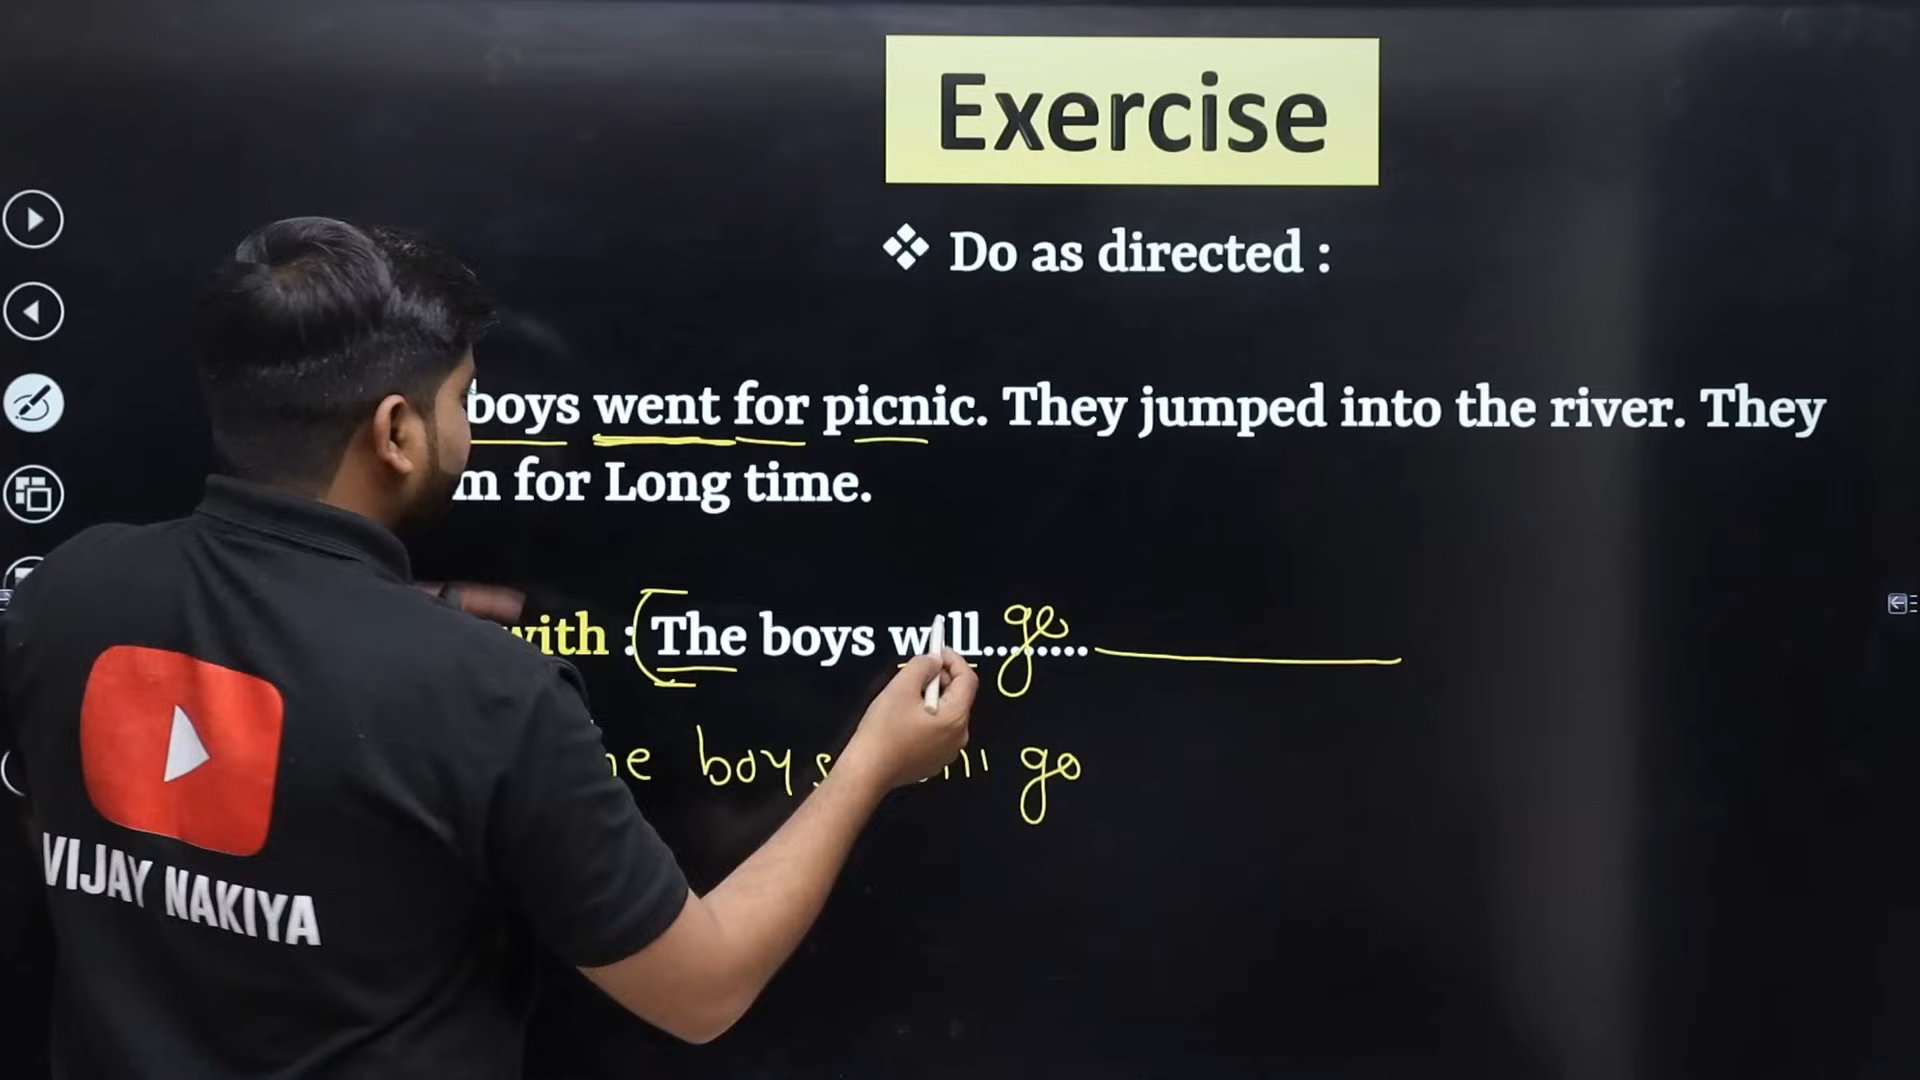 Exercise
❖ Do as directed :
boys went for picnic. They jumped into the river. They
m for Long time.
with : The boys will........ go
boys go
VIJAY NAKIYA